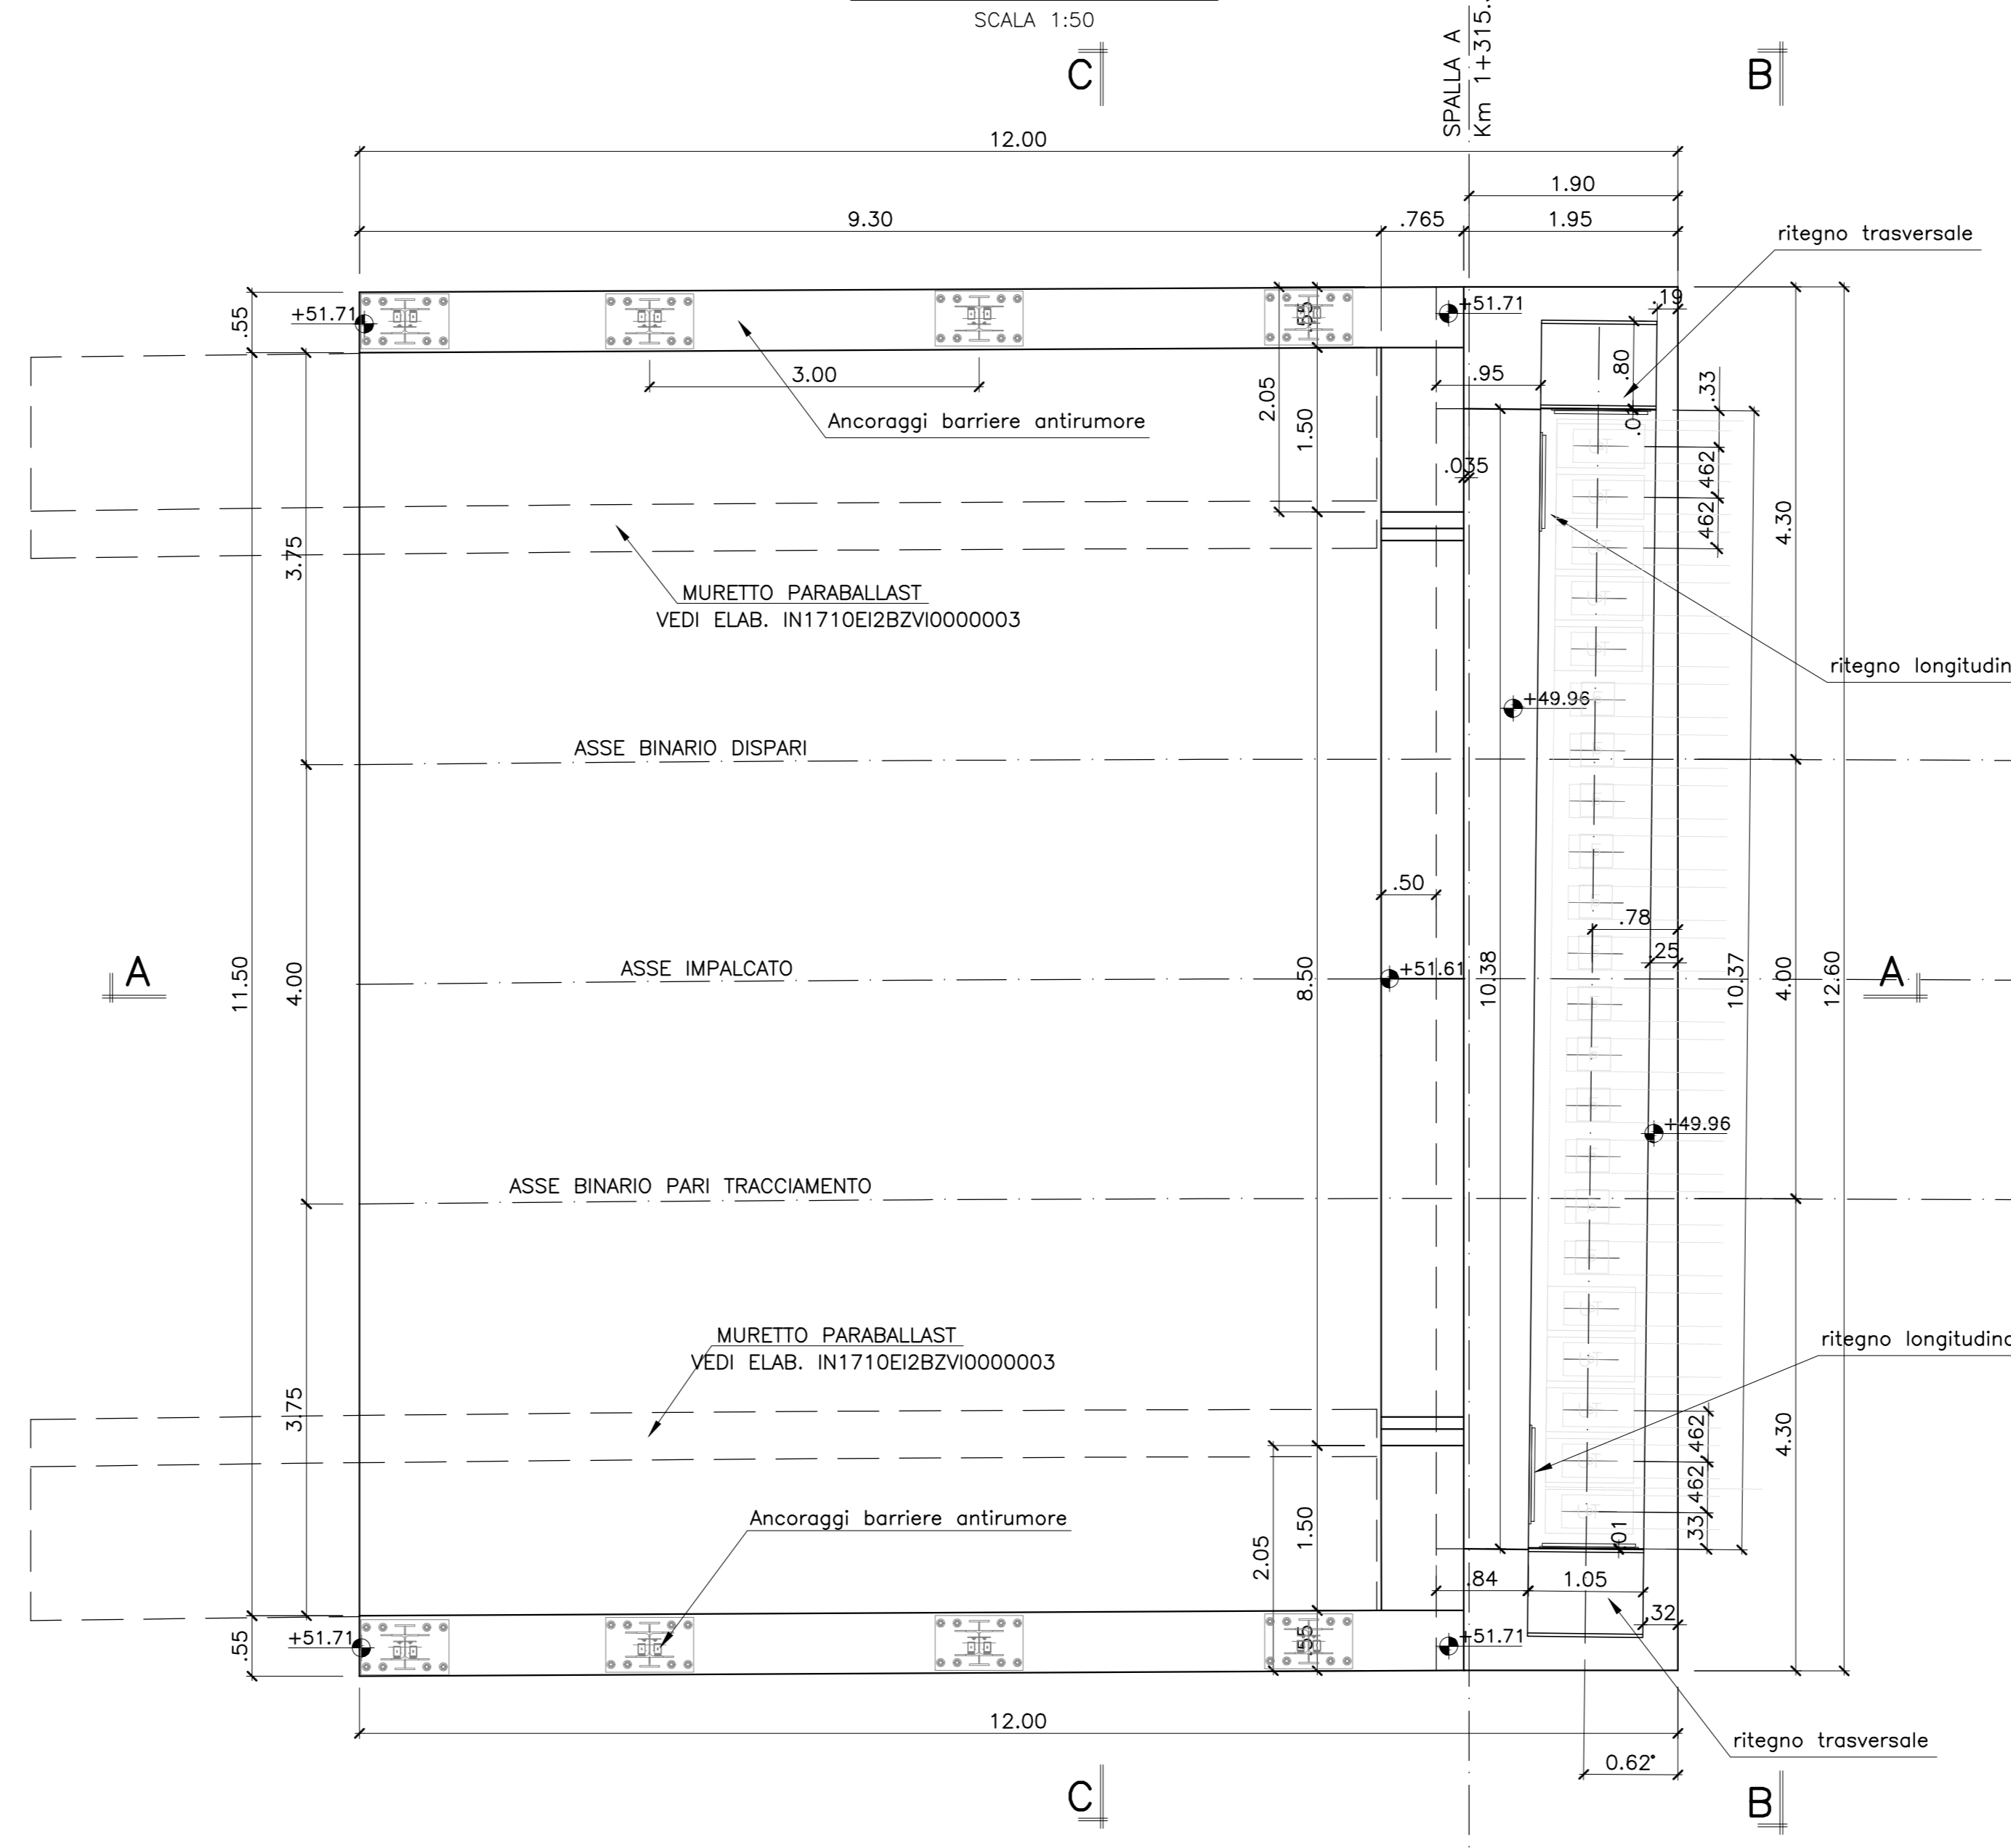 SCALA 1:50
SPALLA A
Km 1+315.
C
B
12.00
1.90
9.30
.765
1.95
ritegno trasversale
.55
+51.71
.55
+51.71
.19
3.00
.95
.80
.33
2.05
1.50
Ancoraggi barriere antirumore
.035
.0
.462
.462
4.30
3.75
MURETTO PARABALLAST
VEDI ELAB. IN1710EI2BZVI0000003
ritegno longitudin
+49.96
ASSE BINARIO DISPARI
.50
.78
.25
A
11.50
4.00
ASSE IMPALCATO
8.50
+51.61
10.38
10.37
4.00
12.60
A
+49.96
ASSE BINARIO PARI TRACCIAMENTO
MURETTO PARABALLAST
VEDI ELAB. IN1710EI2BZVI0000003
ritegno longitudina
3.75
.462
.462
4.30
Ancoraggi barriere antirumore
2.05
1.50
.01
.33
.84
1.05
.32
.55
+51.71
.55
+51.71
12.00
ritegno trasversale
0.62°
C
B